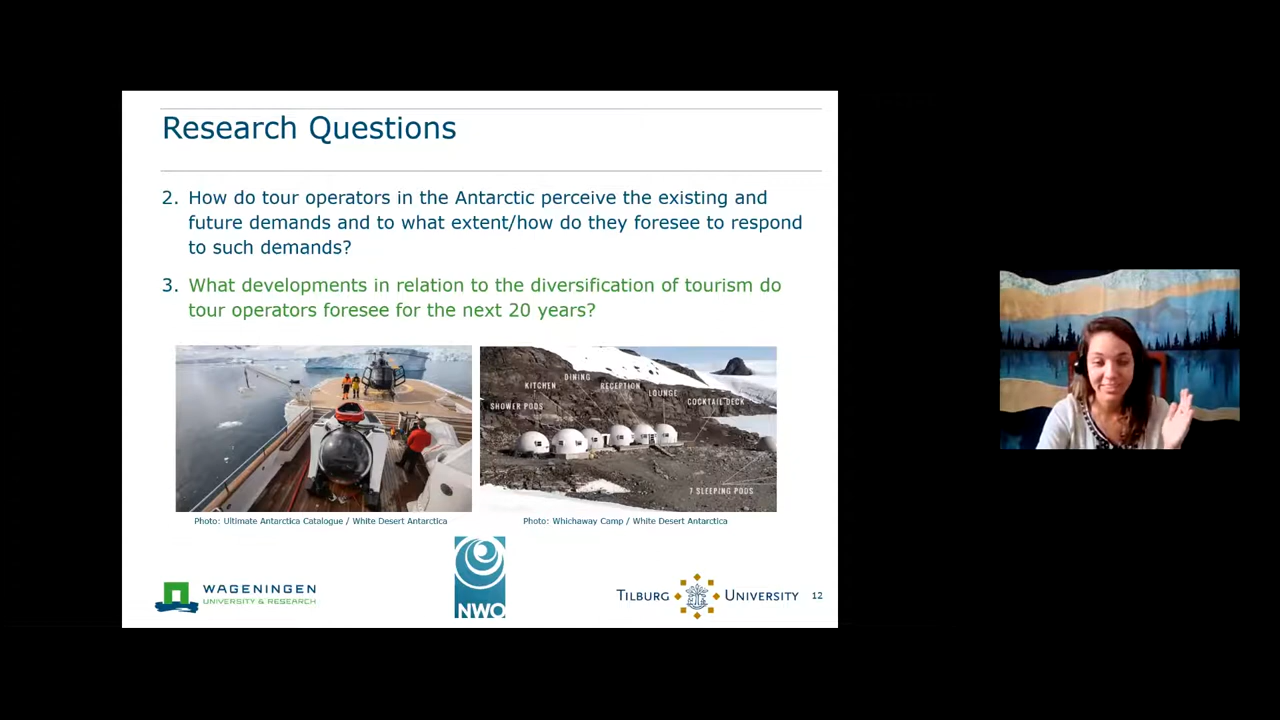 Research Questions
2. How do tour operators in the Antarctic perceive the existing and
future demands and to what extent/how do they foresee to respond
to such demands?
3. What developments in relation to the diversification of tourism do
tour operators foresee for the next 20 years?
DINING
KITCHEN
RECEPTION
LOUNGE
COCKTAIL DECK
SHOWER PODS
7 SLEEPING PODS
Photo: Ultimate Antarctica Catalogue / White Desert Antarctica
Photo: Whichaway Camp / White Desert Antarctica
WAGENINGEN
UNIVERSITY & RESEARCH
NWO
TILBURG UNIVERSITY
12